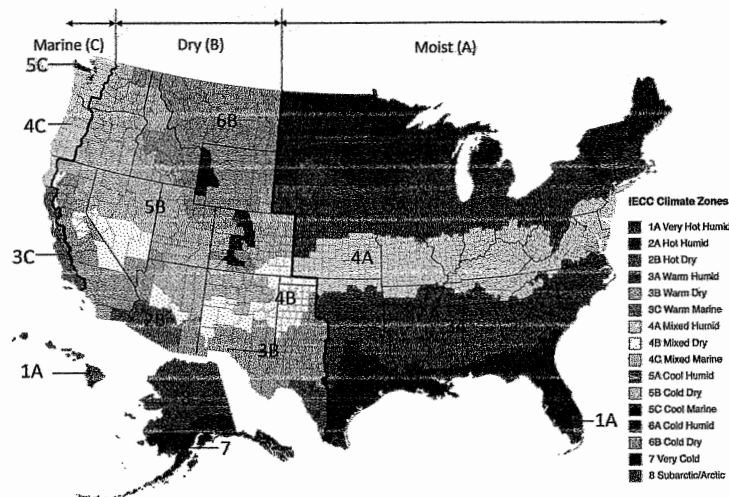 Marine (C)
Dry (B)
Moist (A)
5C
4C
6B
5B
3C
4A
4B
2B
3B
1A
7
1A
IECC Climate Zones
1A Very Hot Humid
2A Hot Humid
2B Hot Dry
3A Warm Humid
3B Warm Dry
3C Warm Marine
4A Mixed Humid
4B Mixed Dry
4C Mixed Marine
5A Cool Humid
5B Cold Dry
5C Cool Marine
6A Cold Humid
6B Cold Dry
7 Very Cold
8 Subarctic/Arctic